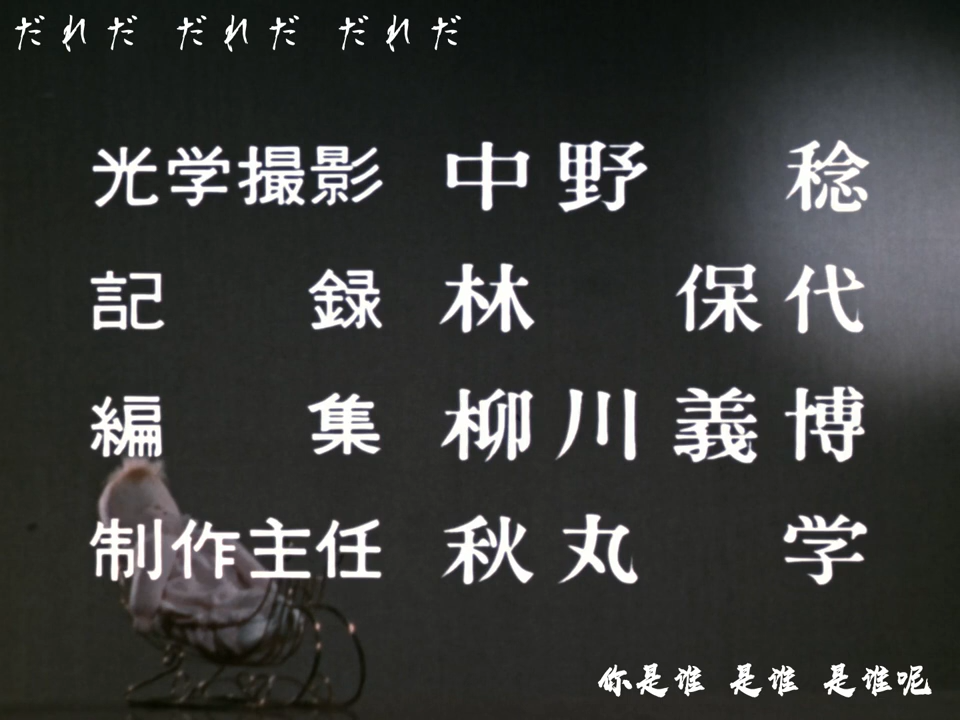 だれだ だれだ だれだ
光学撮影 中野 稔
記録 林 保代
編集 柳川義博
制作主任 秋丸 学
你是谁 是谁 是谁呢